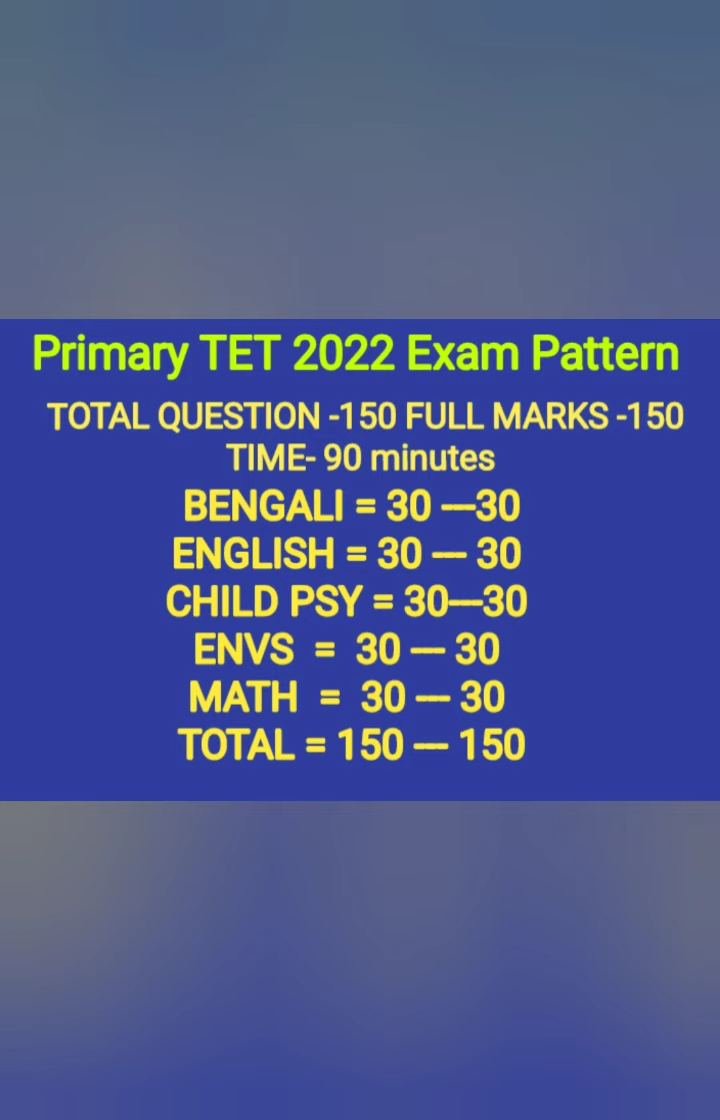 Primary TET 2022 Exam Pattern
TOTAL QUESTION -150 FULL MARKS -150
TIME- 90 minutes
BENGALI = 30 —30
ENGLISH = 30 — 30
CHILD PSY = 30—30
ENVS = 30 — 30
MATH = 30 — 30
TOTAL = 150 — 150